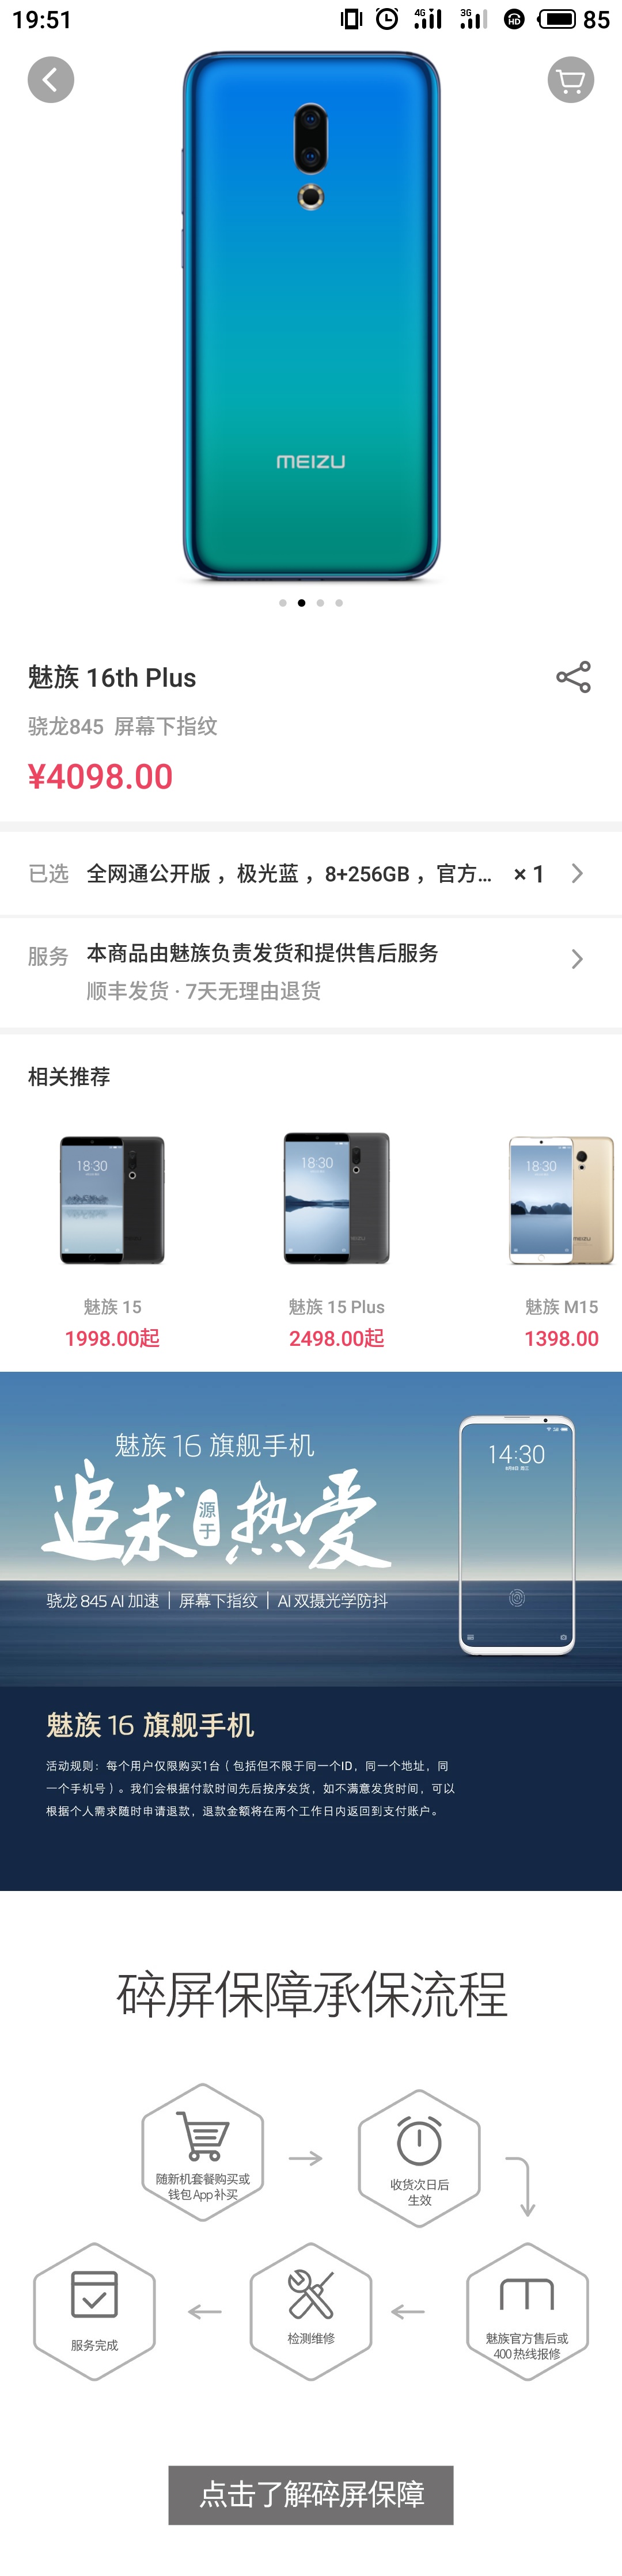 19:51
4G
3G
HD
85
MEIZU
魅族 16th Plus
骁龙845 屏幕下指纹
¥4098.00
已选 全网通公开版 ，极光蓝 ，8+256GB ，官方... × 1
服务 本商品由魅族负责发货和提供售后服务
顺丰发货 · 7天无理由退货
相关推荐
18:30
18:30
18:30
MEIZU
魅族 15
魅族 15 Plus
魅族 M15
1998.00起
2498.00起
1398.00
魅族 16 旗舰手机
追求源于热爱
骁龙 845 AI 加速｜屏幕下指纹｜AI 双摄光学防抖
14:30
魅族 16 旗舰手机
活动规则：每个用户仅限购买1台（包括但不限于同一个ID，同一个地址，同
一个手机号）。我们会根据付款时间先后按序发货，如不满意发货时间，可以
根据个人需求随时申请退款，退款金额将在两个工作日内返回到支付账户。
碎屏保障承保流程
随新机套餐购买或
钱包 App 补买
收货次日后
生效
服务完成
检测维修
魅族官方售后或
400 热线报修
点击了解碎屏保障